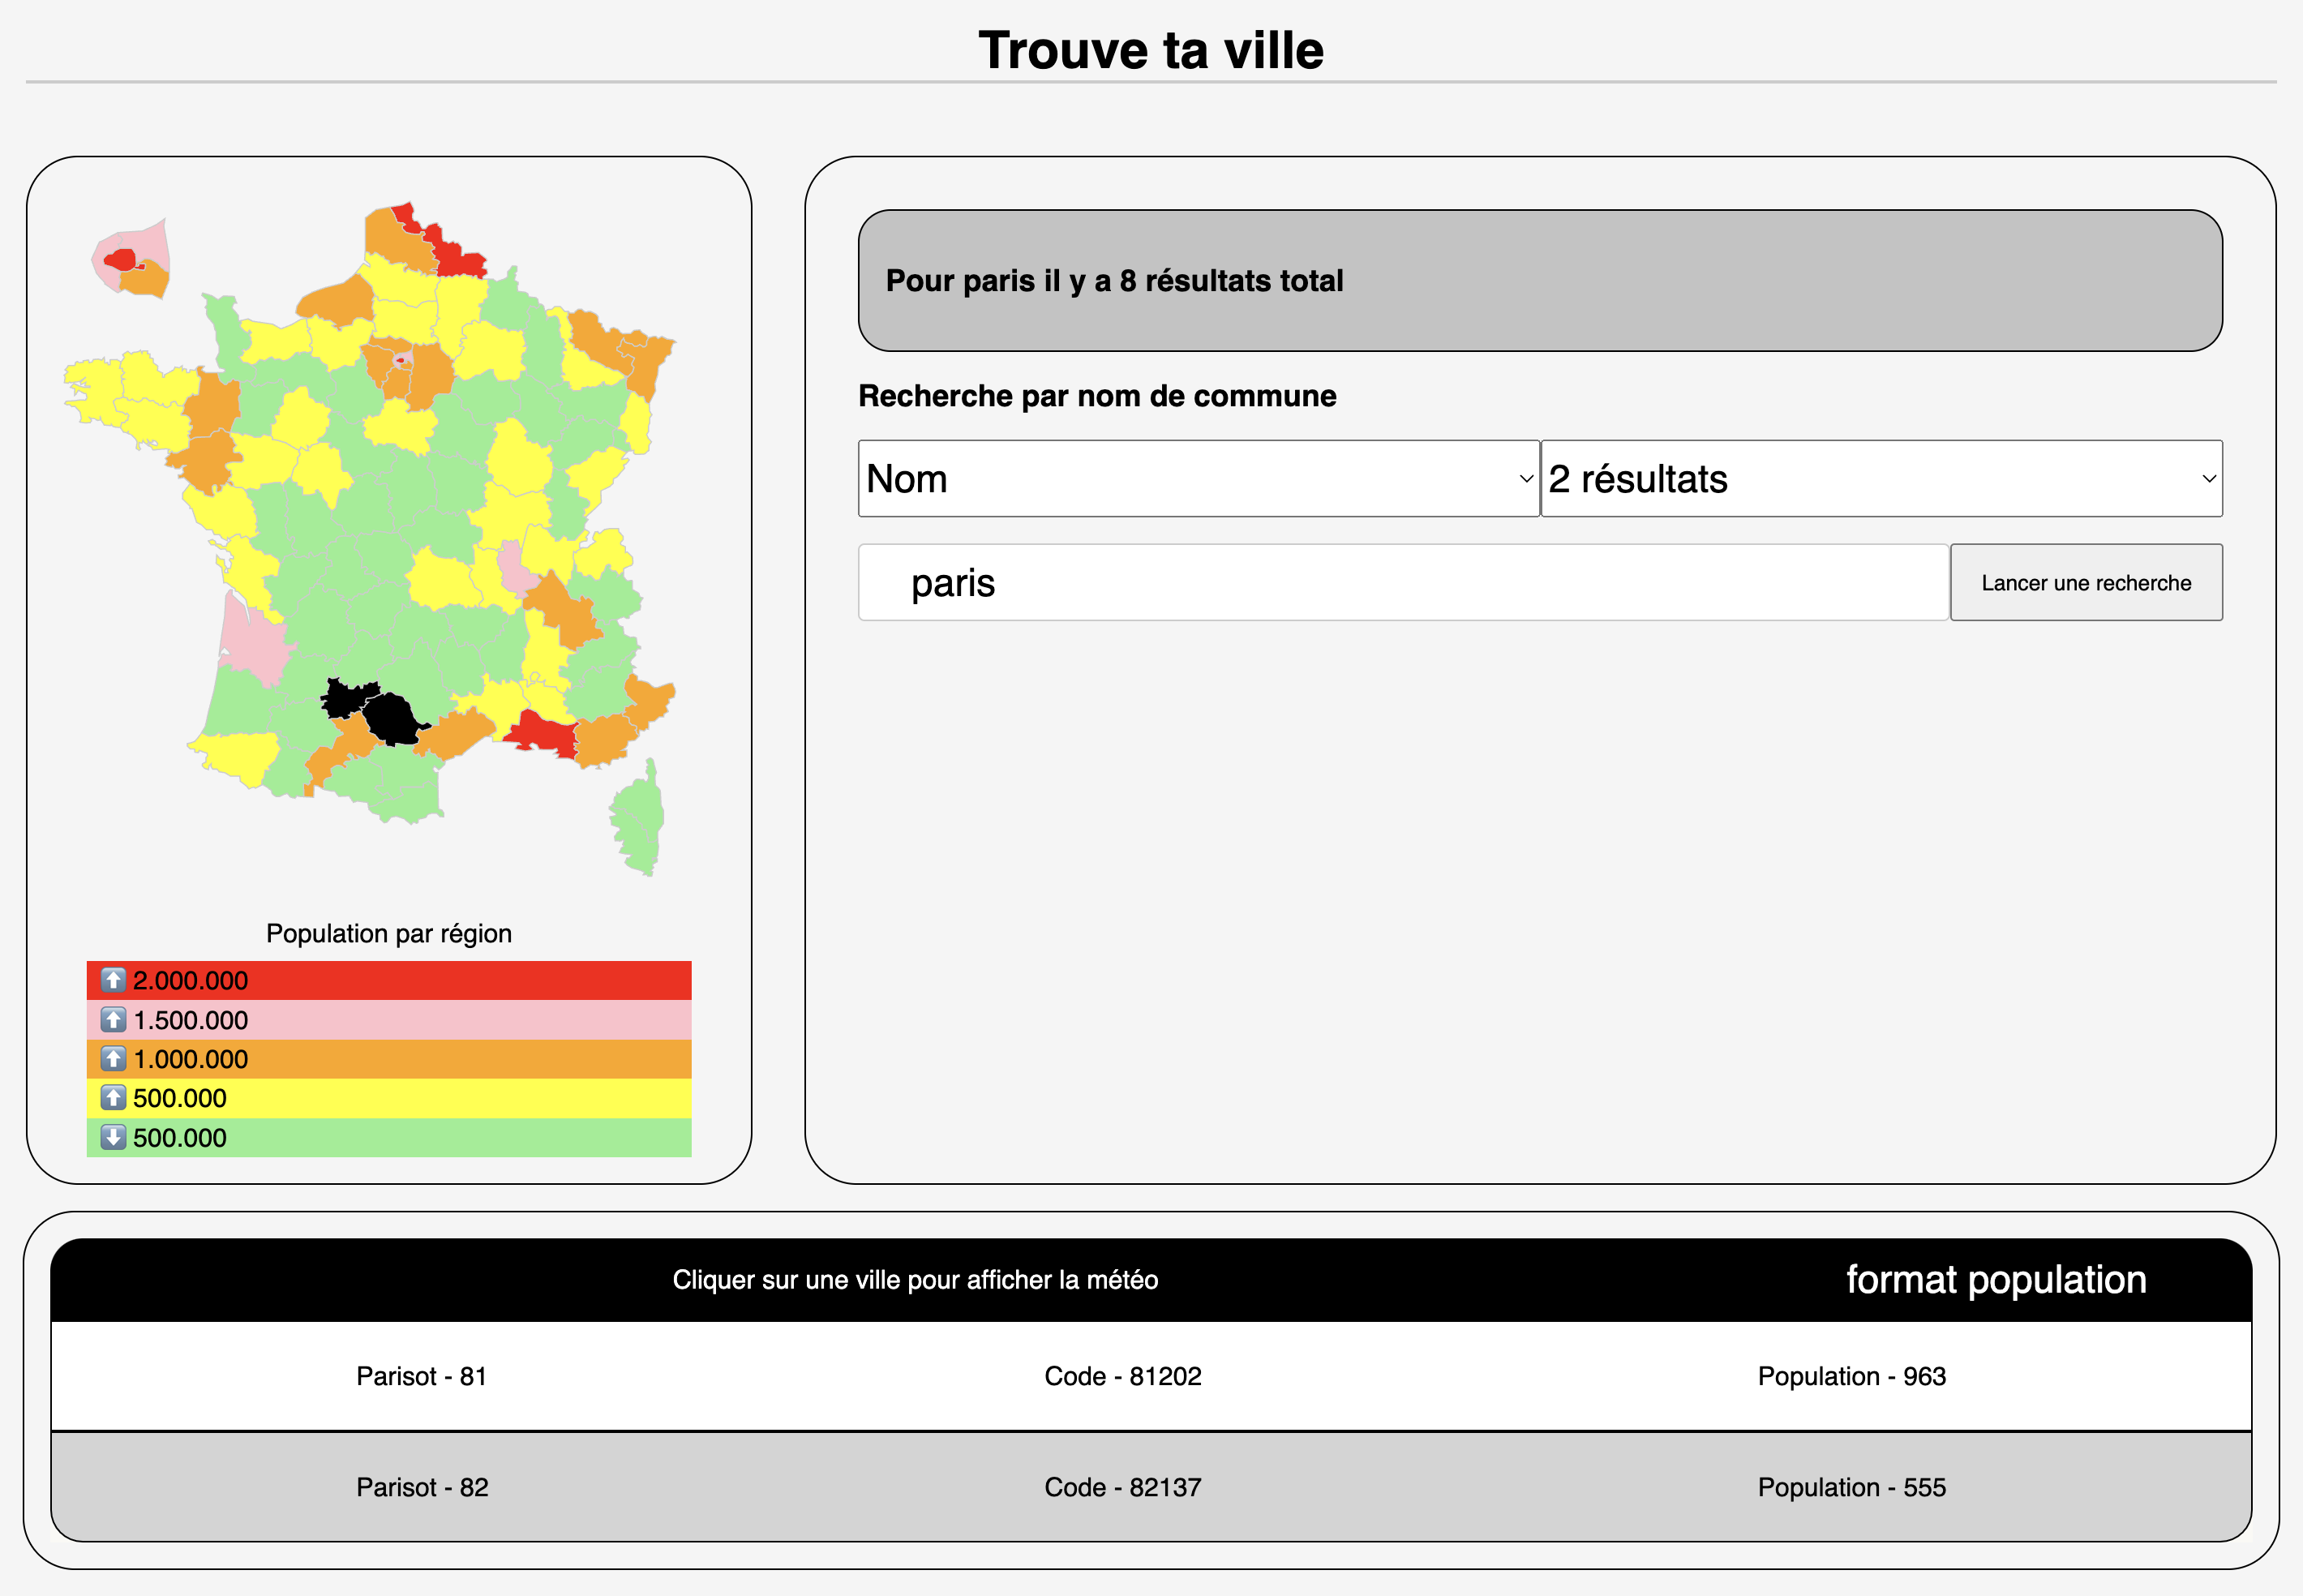 Trouve ta ville
Pour paris il y a 8 résultats total
Recherche par nom de commune
Nom
2 résultats
paris
Lancer une recherche
Population par région
⬆️ 2.000.000
⬆️ 1.500.000
⬆️ 1.000.000
⬆️ 500.000
⬇️ 500.000
Cliquer sur une ville pour afficher la météo
format population
Parisot - 81 Code - 81202 Population - 963
Parisot - 82 Code - 82137 Population - 555